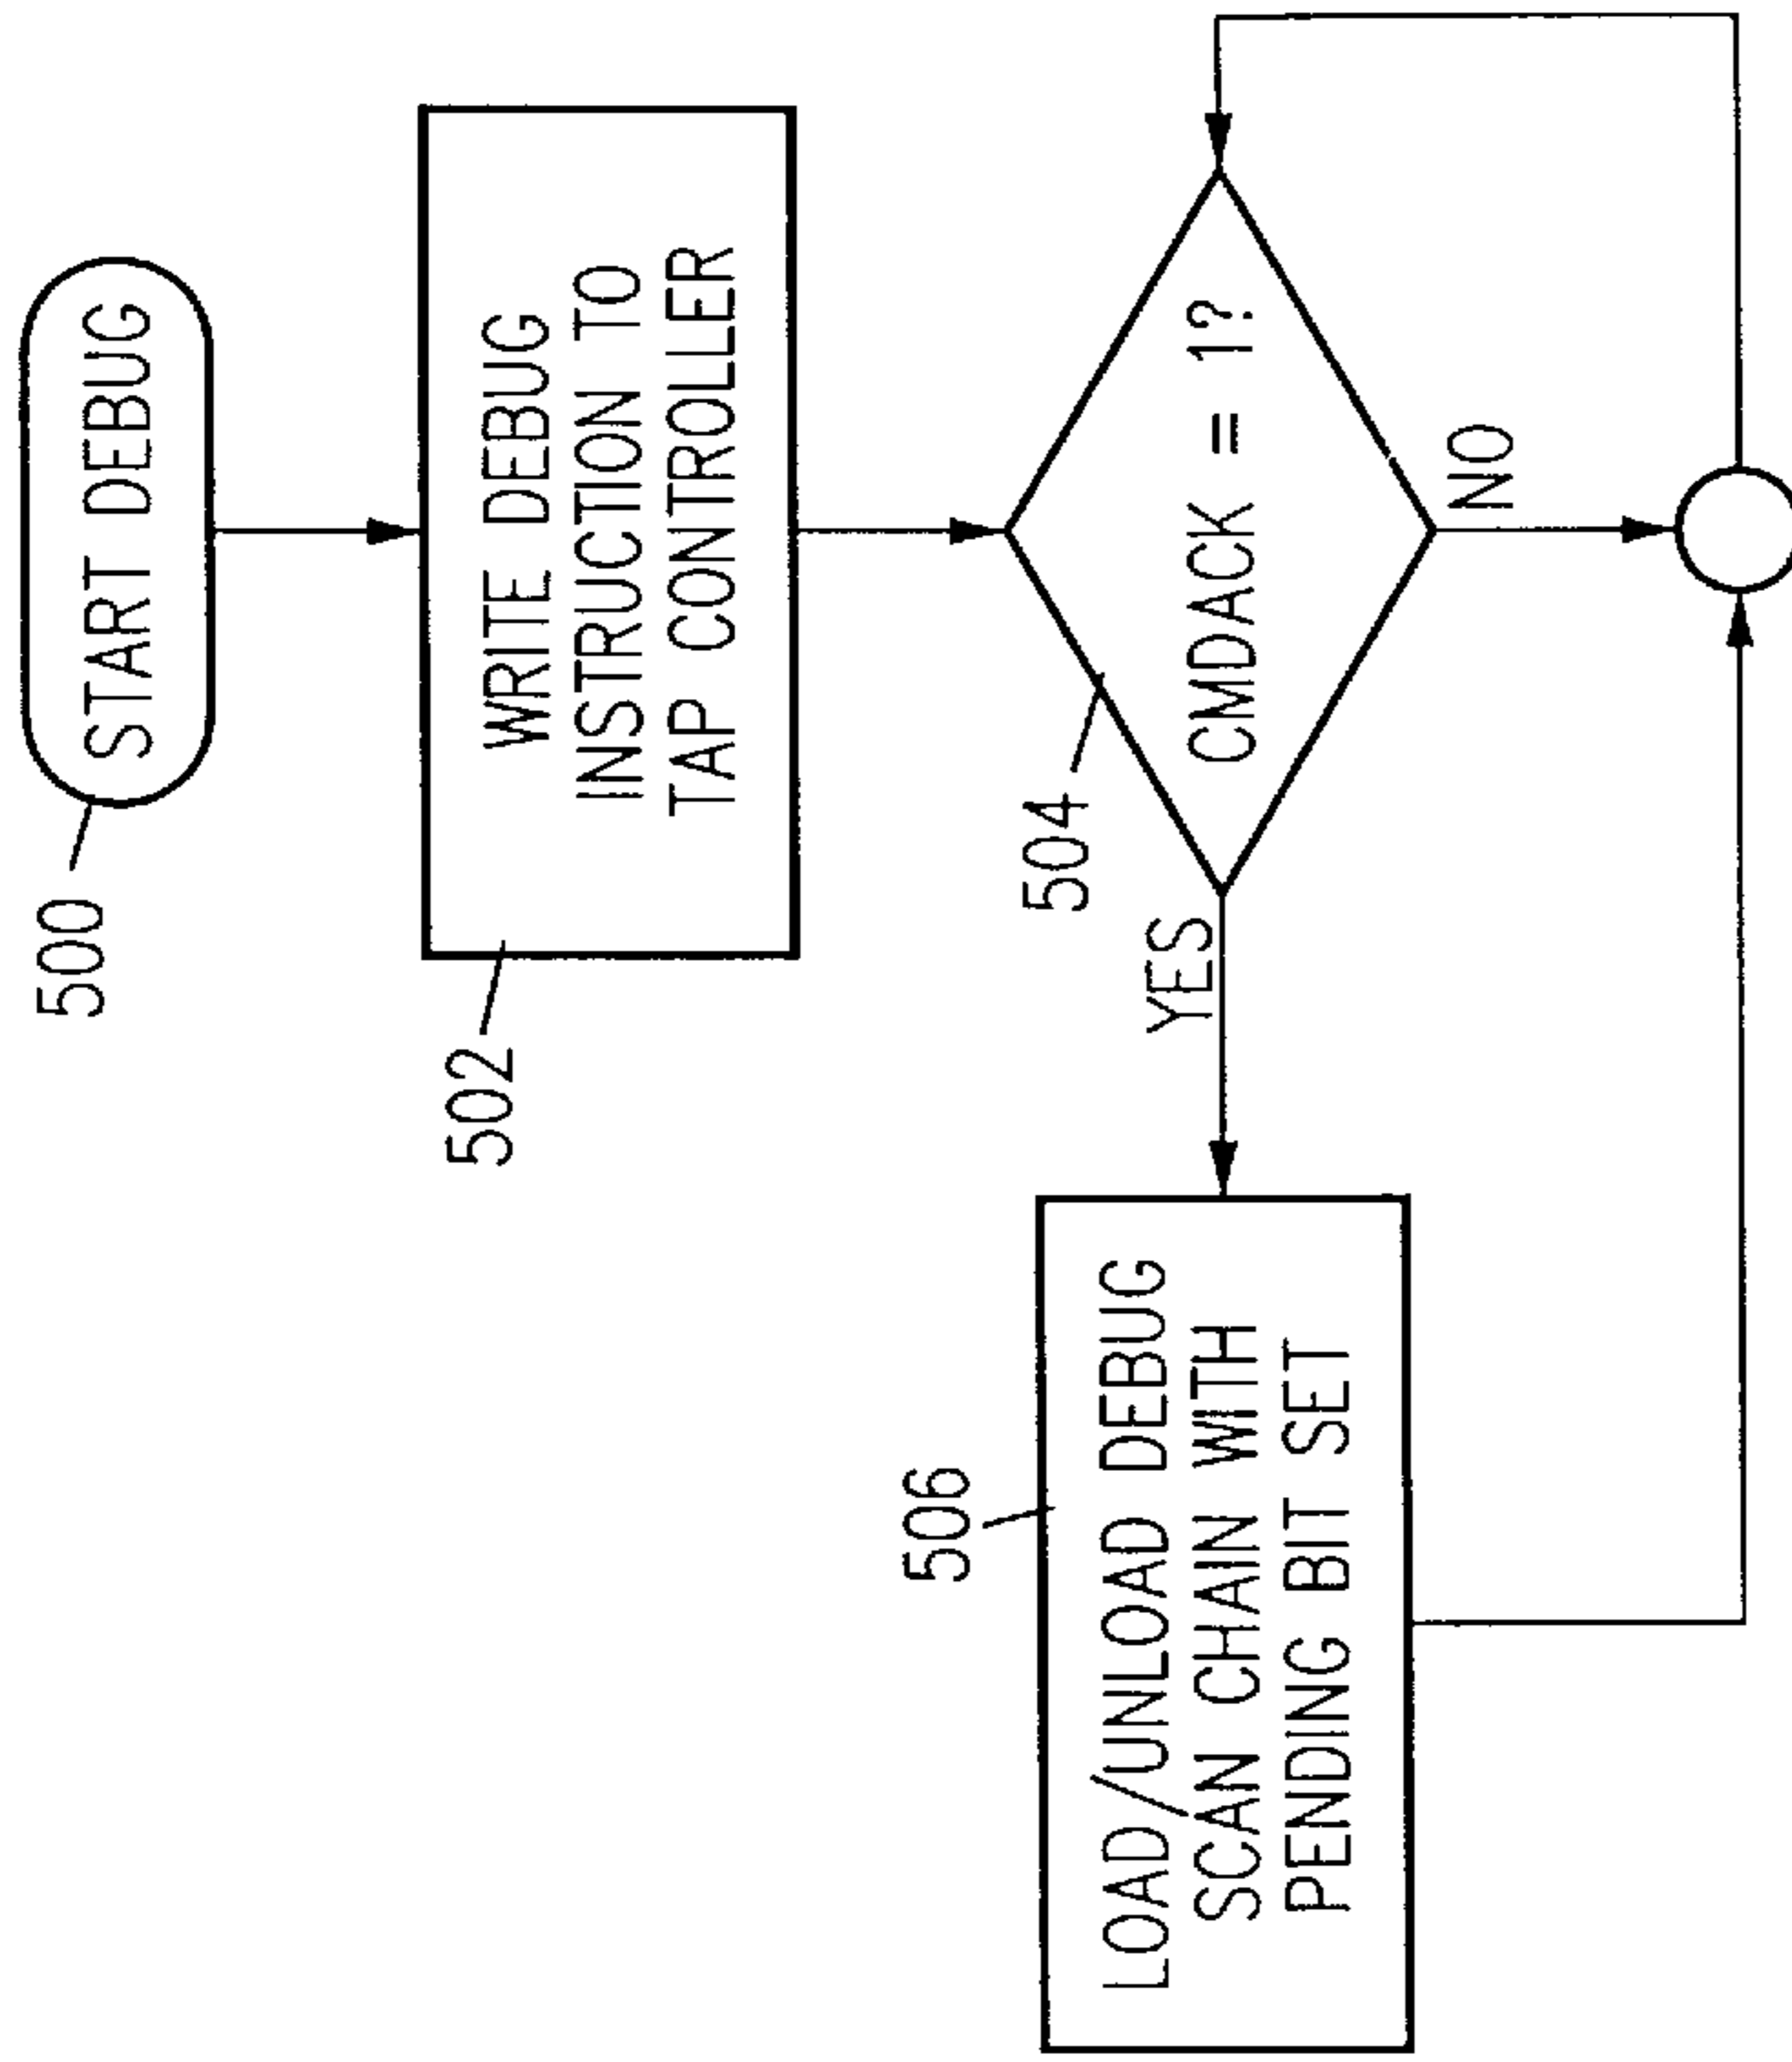 500
START DEBUG
502
WRITE DEBUG
INSTRUCTION TO
TAP CONTROLLER
504
CMDACK = 1?
YES
NO
506
LOAD/UNLOAD DEBUG
SCAN CHAIN WITH
PENDING BIT SET